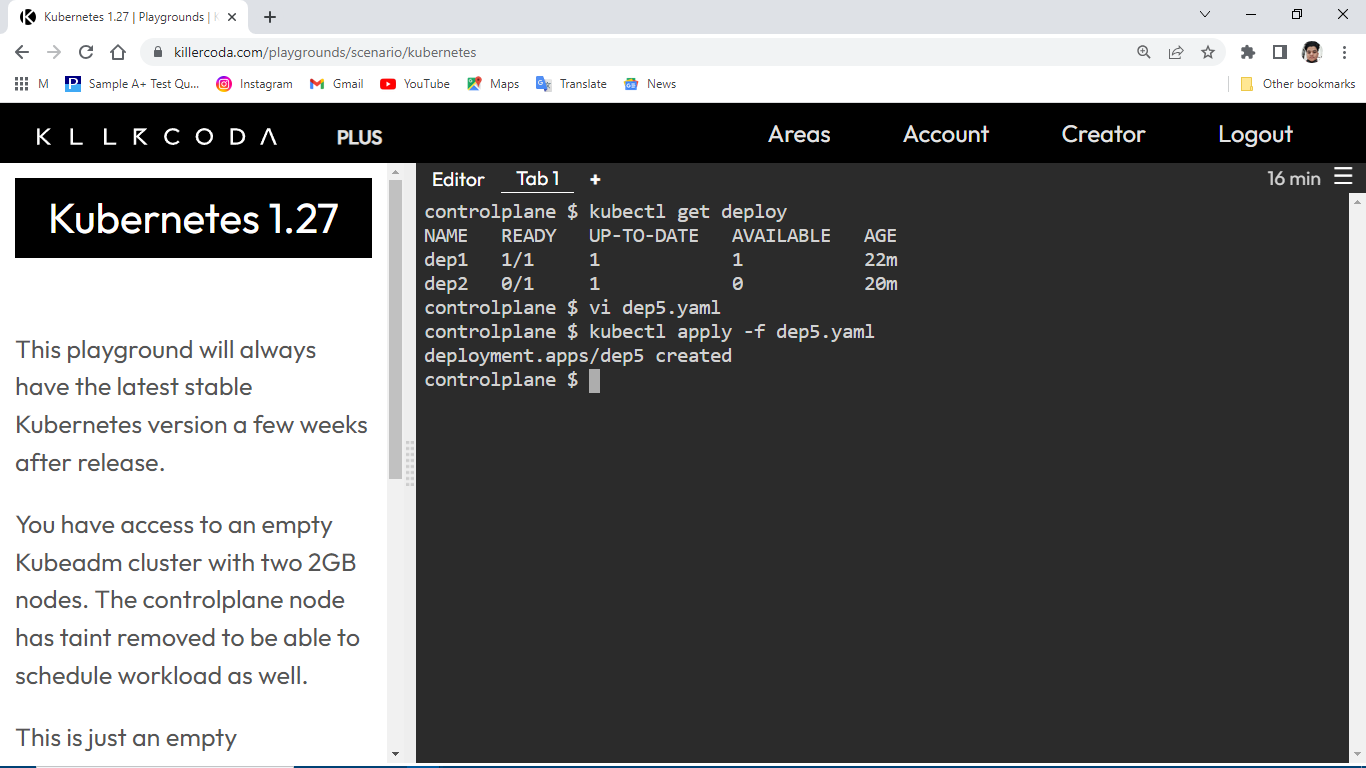 Kubernetes 1.27 | Playgrounds |
killercoda.com/playgrounds/scenario/kubernetes
M
Sample A+ Test Qu...
Instagram
Gmail
YouTube
Maps
Translate
News
Other bookmarks
KLLRCODA
PLUS
Areas
Account
Creator
Logout
Kubernetes 1.27
This playground will always
have the latest stable
Kubernetes version a few weeks
after release.
You have access to an empty
Kubeadm cluster with two 2GB
nodes. The controlplane node
has taint removed to be able to
schedule workload as well.
This is just an empty
Editor
Tab 1
+
16 min
controlplane $ kubectl get deploy
NAME READY UP-TO-DATE AVAILABLE AGE
dep1 1/1 1 1 22m
dep2 0/1 1 0 20m
controlplane $ vi dep5.yaml
controlplane $ kubectl apply -f dep5.yaml
deployment.apps/dep5 created
controlplane $